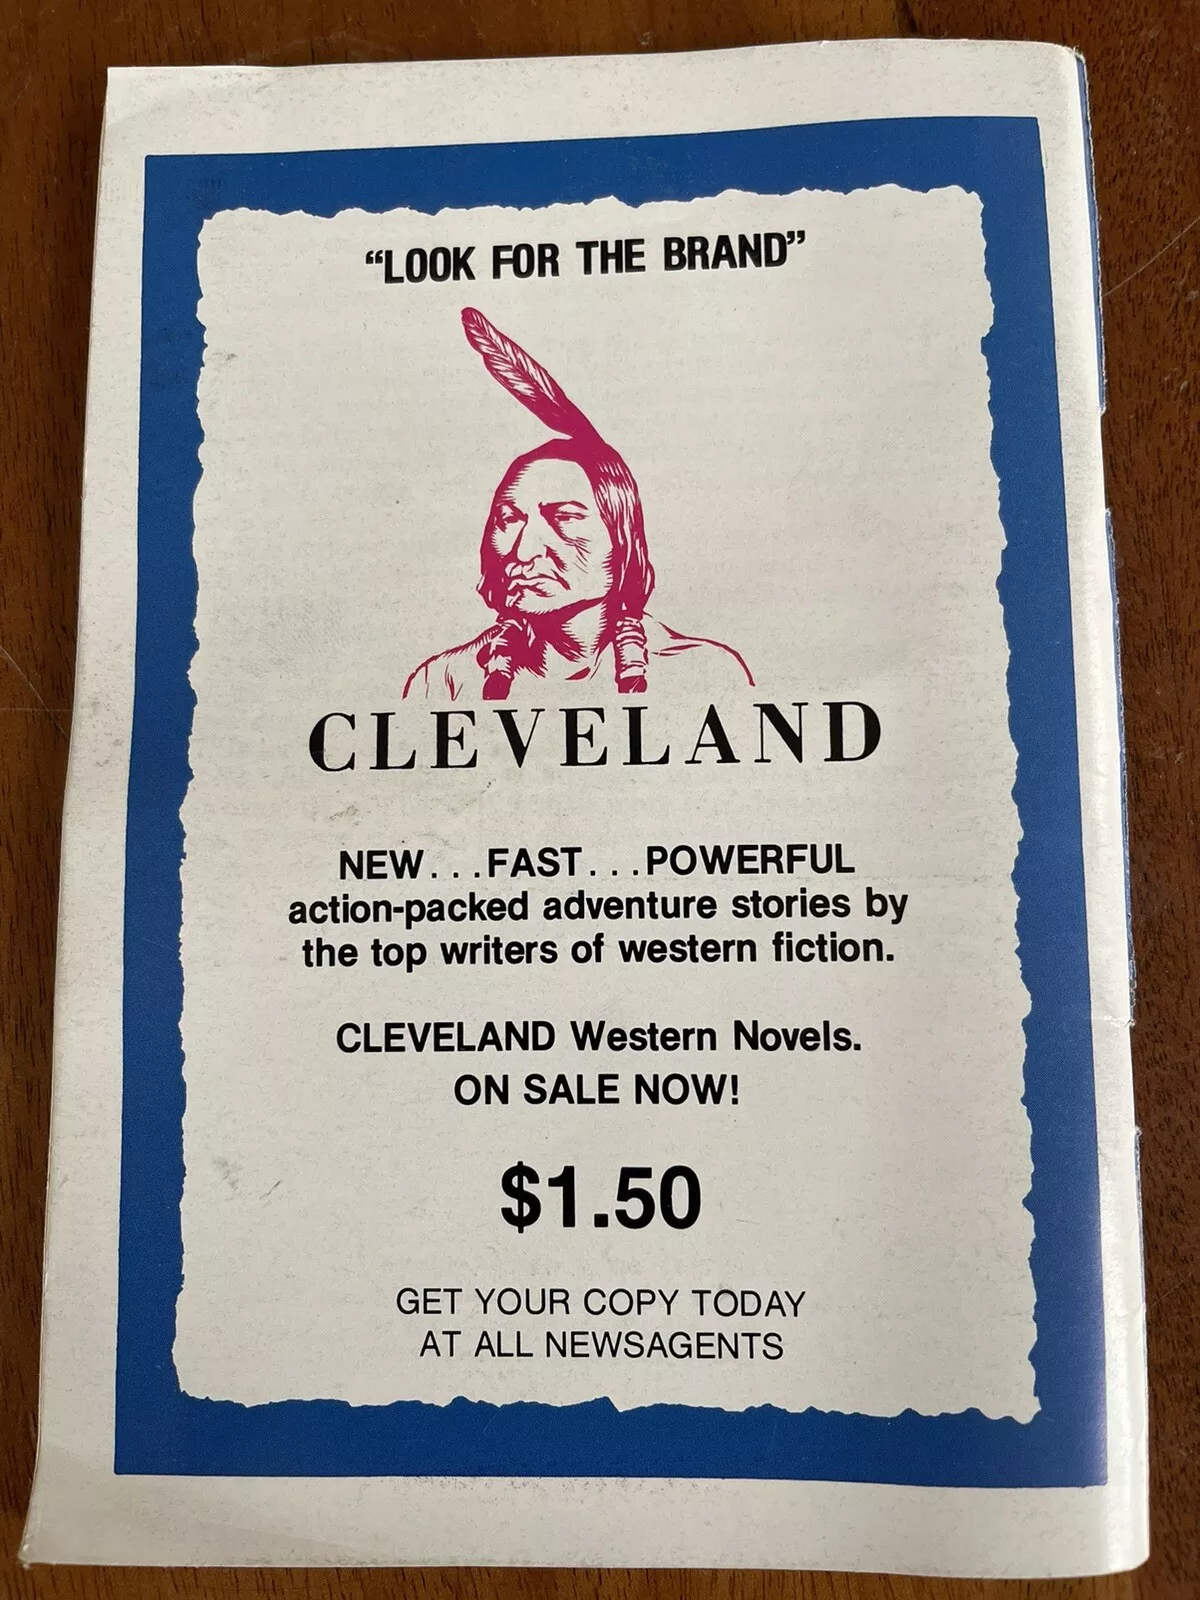 “LOOK FOR THE BRAND”
CLEVELAND
NEW...FAST...POWERFUL
action-packed adventure stories by
the top writers of western fiction.
CLEVELAND Western Novels.
ON SALE NOW!
$1.50
GET YOUR COPY TODAY
AT ALL NEWSAGENTS